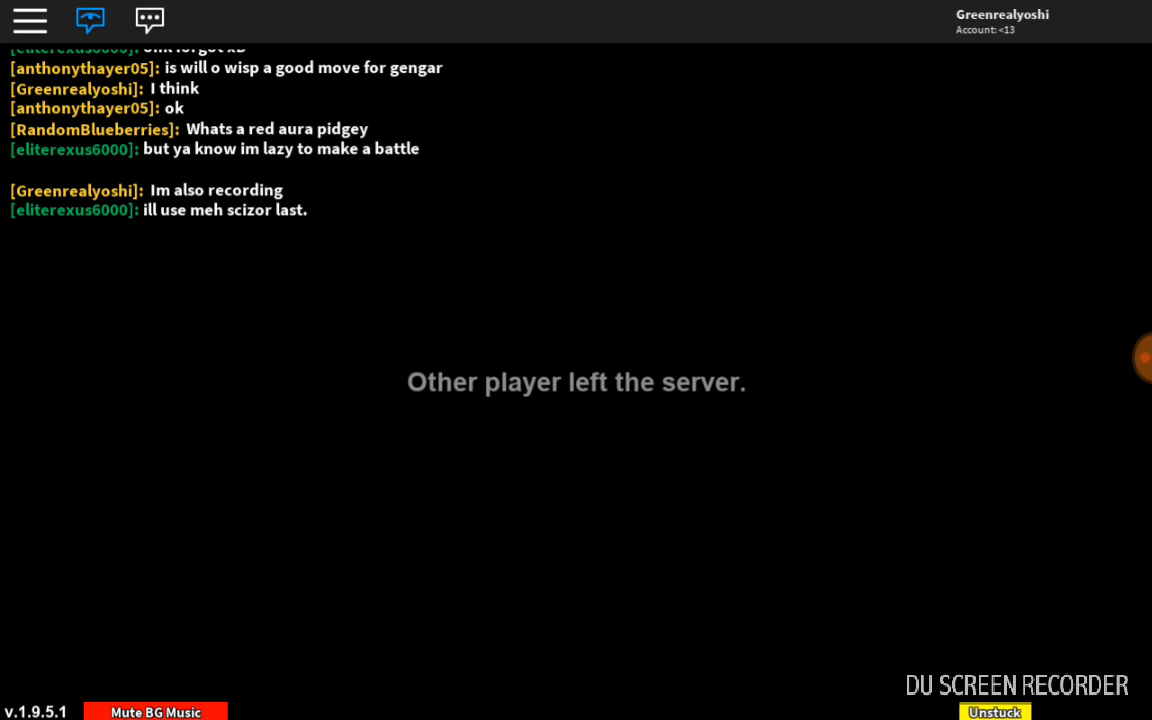 Greenrealyoshi
Account: <13
[eliterexus6000]: xD
[anthonythayer05]: is will o wisp a good move for gengar
[Greenrealyoshi]: I think
[anthonythayer05]: ok
[RandomBlueberries]: Whats a red aura pidgey
[eliterexus6000]: but ya know im lazy to make a battle
[Greenrealyoshi]: Im also recording
[eliterexus6000]: ill use meh scizor last.
Other player left the server.
DU SCREEN RECORDER
v.1.9.5.1
Mute BG Music
Unstuck